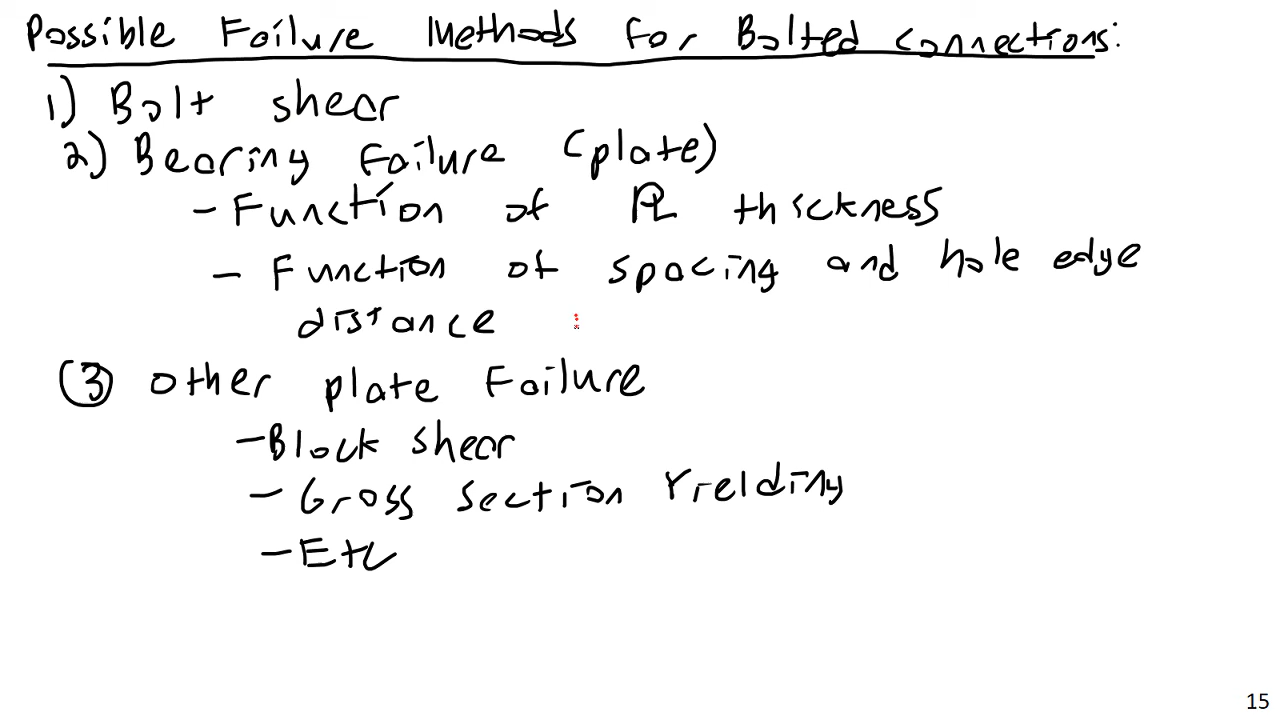 Possible Failure Methods for Bolted Connections:
1) Bolt shear
2) Bearing Failure (plate)
- Function of PL thickness
- Function of spacing and hole edge
distance
(3) Other plate Failure
- Block shear
- Gross section Yielding
- Etc
15